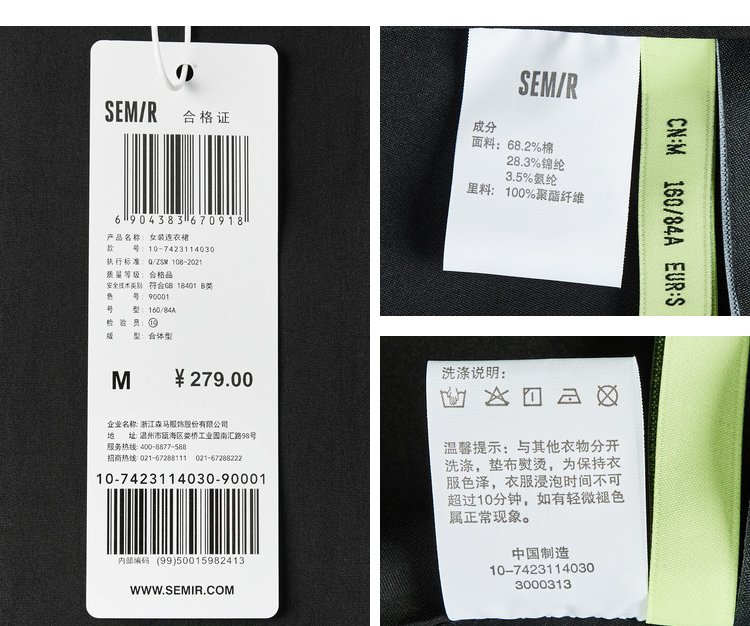 SEMIR 合格证
6 904383 670918
产品名称: 女装连衣裙
款 号: 10-7423114030
执行标准: Q/ZSM 108-2021
质量等级: 合格品
安全技术类别: 符合GB 18401 B类
色 号: 90001
号 型: 160/84A
检 验 员: ⑩
版 型: 合体型
M ¥279.00
企业名称: 浙江森马服饰股份有限公司
地 址: 温州市瓯海区娄桥工业园南汇路98号
服务热线: 400-8877-588
招商热线: 021-67288111 021-67288222
10-7423114030-90001
内部编码 (99)50015982413
WWW.SEMIR.COM
SEMIR
成分
面料: 68.2%棉
28.3%锦纶
3.5%氨纶
里料: 100%聚酯纤维
CN:M 160/84A EUR:S
洗涤说明:
温馨提示: 与其他衣物分开
洗涤, 垫布熨烫, 为保持衣
服色泽, 衣服浸泡时间不可
超过10分钟, 如有轻微褪色
属正常现象。
中国制造
10-7423114030
3000313